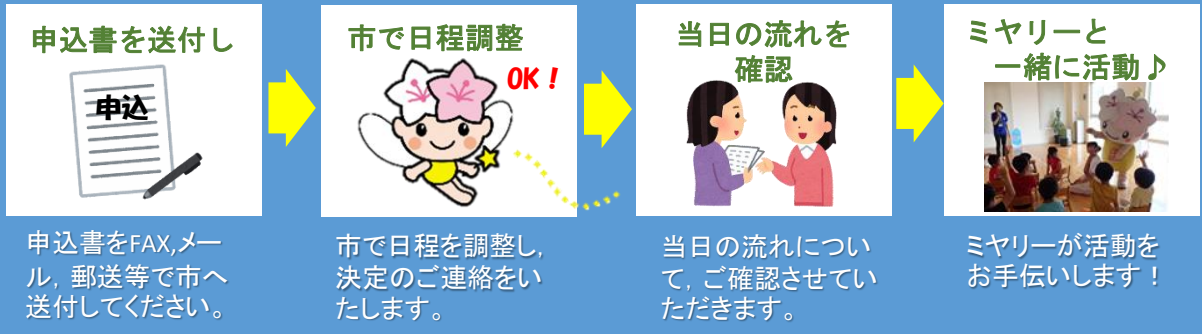 申込書を送付し
申込
申込書をFAX,メー
ル，郵送等で市へ
送付してください。
市で日程調整
OK！
市で日程を調整し，
決定のご連絡をい
たします。
当日の流れを
確認
当日の流れについ
て，ご確認させてい
ただきます。
ミヤリーと
一緒に活動♪
ミヤリーが活動を
お手伝いします！